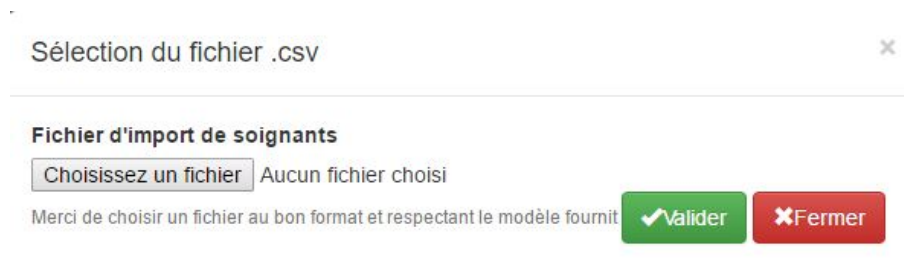 Sélection du fichier .csv
×
Fichier d'import de soignants
Choisissez un fichier Aucun fichier choisi
Merci de choisir un fichier au bon format et respectant le modèle fournit ✔Valider ✖Fermer